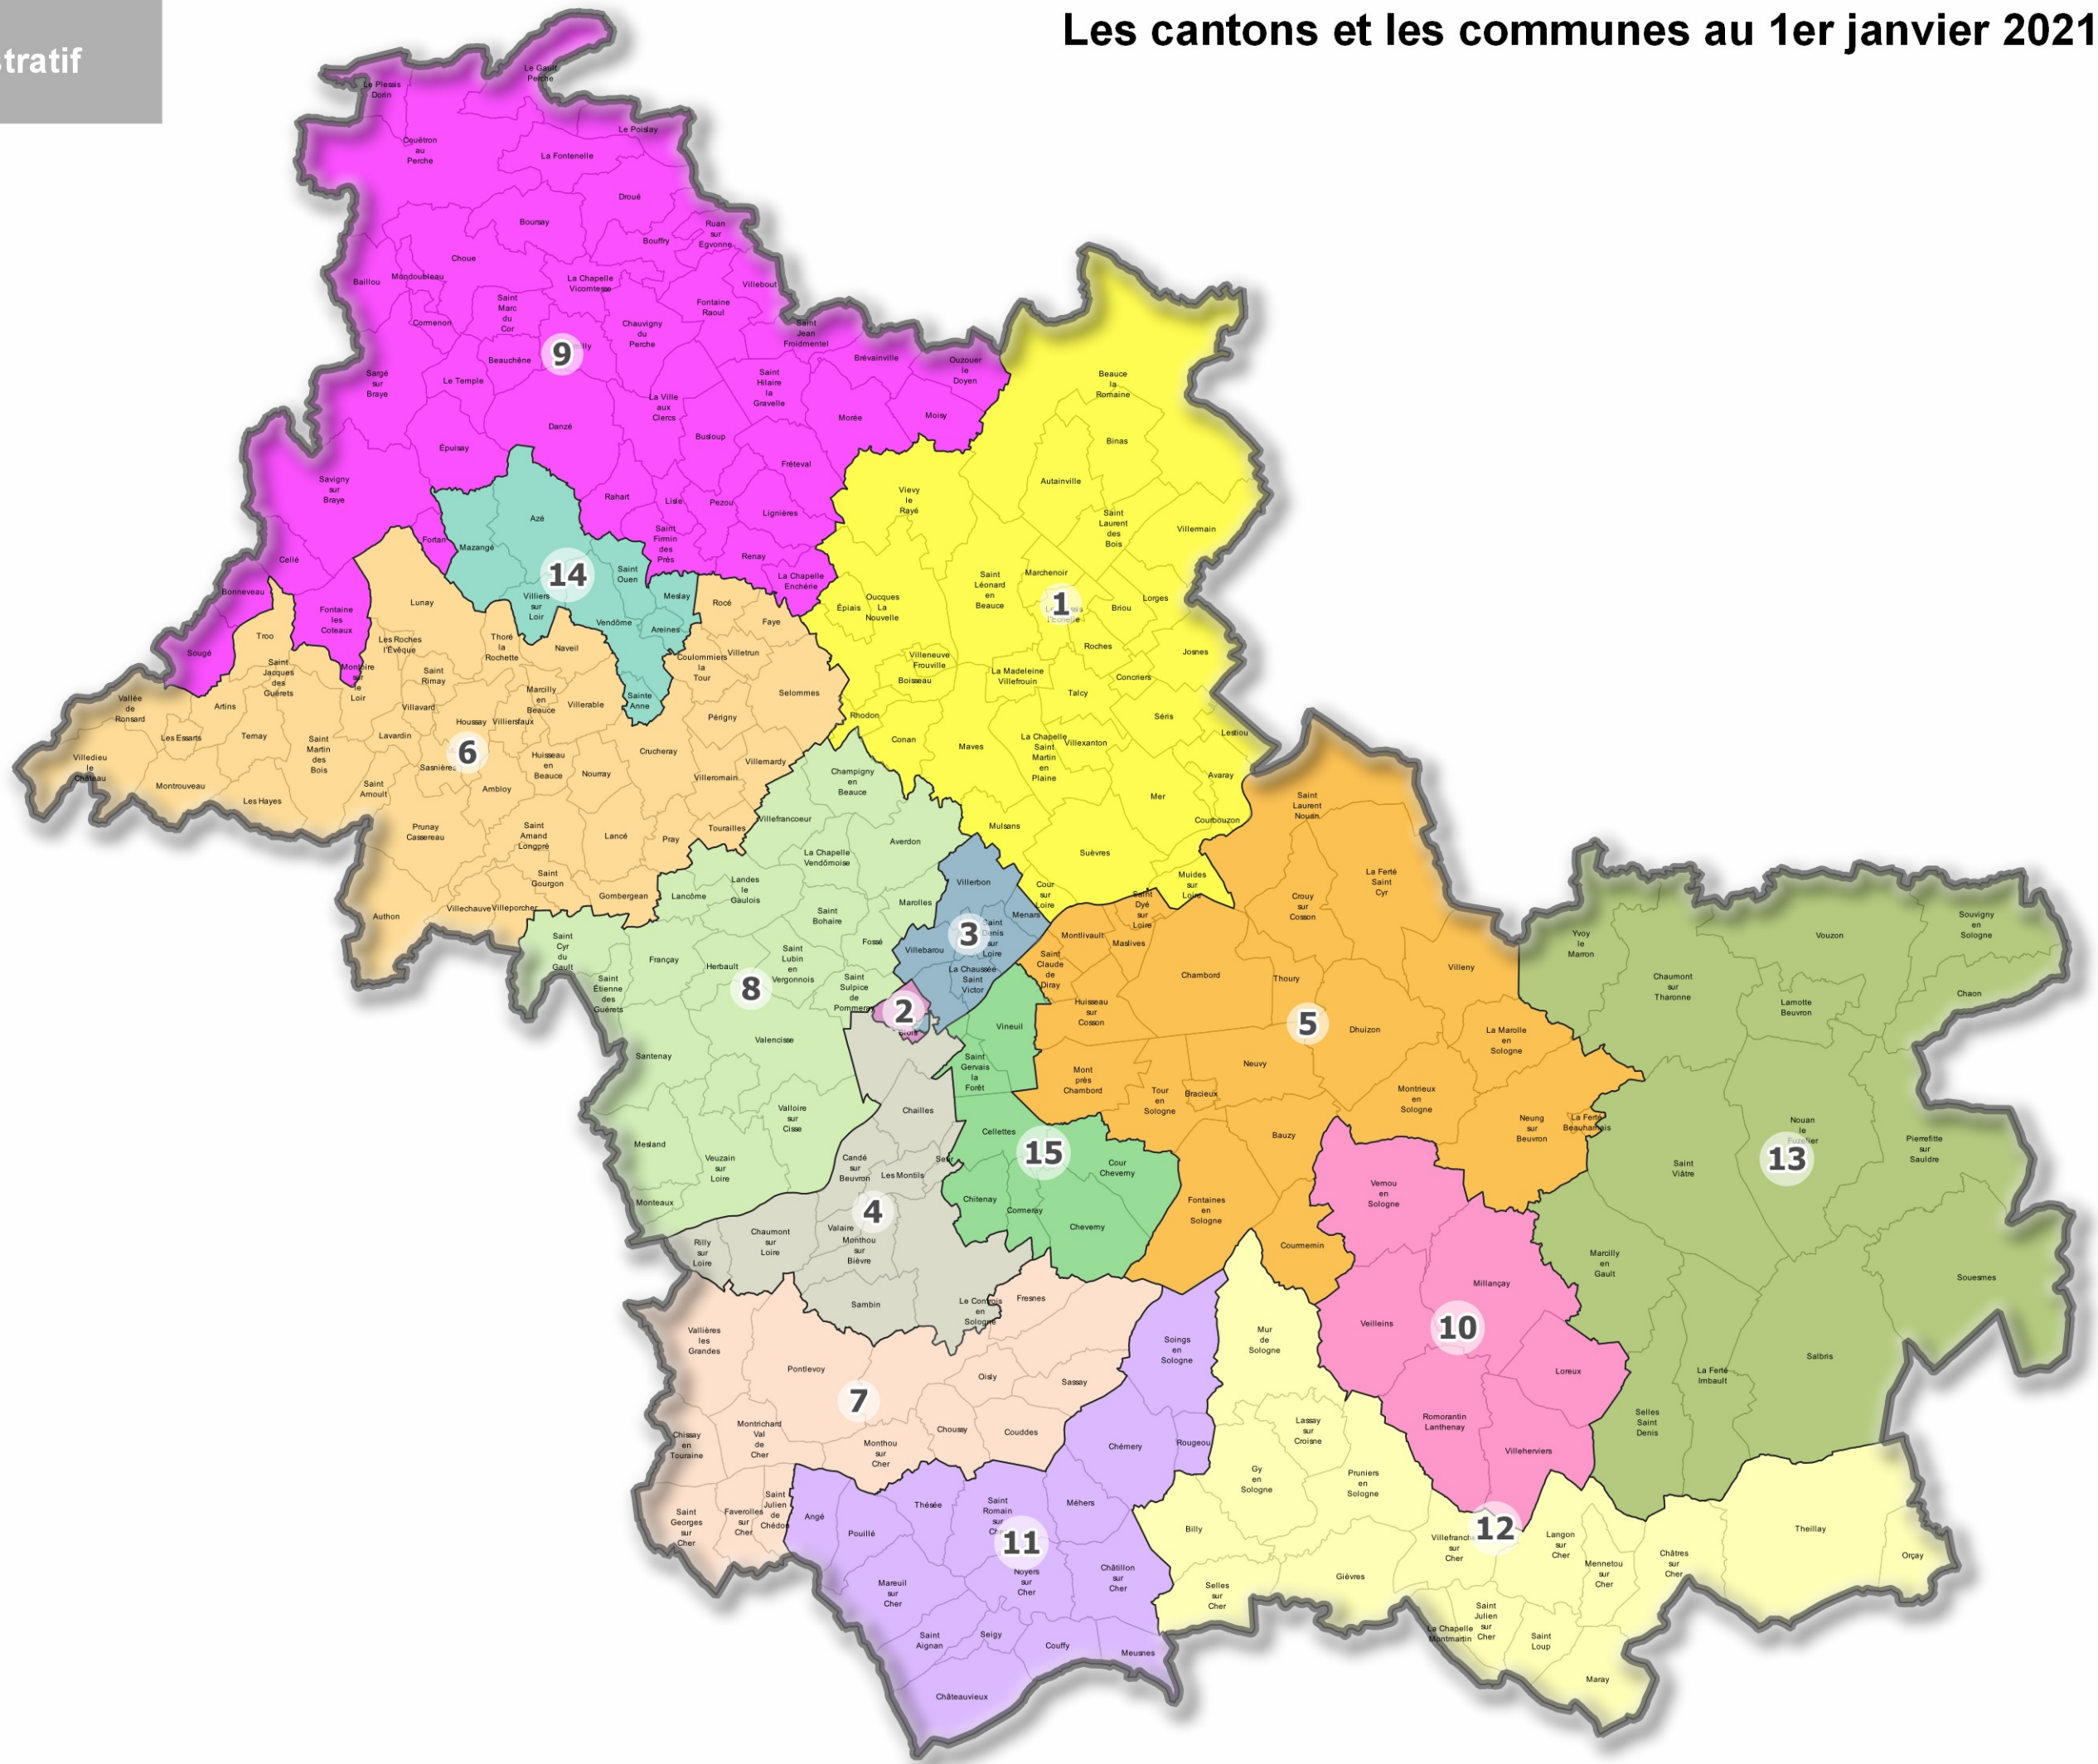 stratif
Les cantons et les communes au 1er janvier 2021
Le Gault
Perche
Le Plessis
Dorin
Le Poislay
Couëtron
au
Perche
La Fontenelle
Droué
Boursay
Ruan
sur
Egvonne
Bouffry
Choue
Mondoubleau
Baillou
La Chapelle
Vicomtesse
Villebout
Saint
Marc
du
Cor
Fontaine
Raoul
Cormenon
Chauvigny
du
Perche
Saint
Jean
Froidmentel
9
Beauchêne
Brévainville
Ouzouer
le
Doyen
Sargé
sur
Braye
Le Temple
Saint
Hilaire
la
Gravelle
La Ville
aux
Clercs
Morée
Moisy
Danzé
Busloup
Épuisay
Fréteval
Savigny
sur
Braye
Rahart
Lisle
Pezou
Lignières
Saint
Firmin
des
Prés
Renay
Fortan
Cellé
La Chapelle
Enchérie
Bonneveau
Fontaine
les
Coteaux
Sougé
Azé
Mazangé
14
Saint
Ouen
Villiers
sur
Loir
Meslay
Vendôme
Areines
Sainte
Anne
Beauce
la
Romaine
Binas
Autainville
Vievy
le
Rayé
Saint
Laurent
des
Bois
Villermain
Marchenoir
Saint
Léonard
en
Beauce
1
l'Échelle
Briou
Lorges
Épiais
Oucques
La
Nouvelle
Roches
Josnes
Villeneuve
Frouville
Boisseau
La Madeleine
Villefrouin
Concriers
Talcy
Rhodon
Séris
Conan
Maves
La Chapelle
Saint
Martin
en
Plaine
Villexanton
Lestiou
Avaray
Mer
Courbouzon
Mulsans
Suèvres
Muides
sur
Loire
Cour
sur
Loire
Lunay
Rocé
Faye
Troo
Les Roches
l'Évêque
Thoré
la
Rochette
Naveil
Coulommiers
la
Tour
Villetrun
Saint
Jacques
des
Guérets
Montoire
sur
le
Loir
Saint
Rimay
Selommes
Vallée
de
Ronsard
Artins
Villavard
Marcilly
en
Beauce
Villerable
Périgny
Houssay
Villiersfaux
Les Essarts
Ternay
Lavardin
Saint
Martin
des
Bois
6
Crucheray
Villedieu
le
Château
Sasnières
Huisseau
en
Beauce
Nourray
Villeromain
Villemardy
Montrouveau
Saint
Arnoult
Ambloy
Les Hayes
Prunay
Cassereau
Saint
Amand
Longpré
Lancé
Pray
Tourailles
Saint
Gourgon
Gombergean
Authon
Villechauve
Villeporcher
Champigny
en
Beauce
Villefrancoeur
Averdon
La Chapelle
Vendômoise
Landes
le
Gaulois
Lancôme
Marolles
Saint
Bohaire
Saint
Cyr
du
Gault
Fossé
Françay
Herbault
Saint
Lubin
en
Vergonnois
Saint
Étienne
des
Guérets
8
Saint
Sulpice
de
Pommeray
Valencisse
Santenay
Valloire
sur
Cisse
Mesland
Veuzain
sur
Loire
Monteaux
Villerbon
Menars
3
Saint
Denis
sur
Loire
Villebarou
La Chaussée
Saint
Victor
2
Blois
Vineuil
Saint
Gervais
la
Forêt
Cellettes
15
Cour
Cheverny
Chitenay
Cormeray
Cheverny
Chailles
Seur
Candé
sur
Beuvron
Les Montils
4
Valaire
Monthou
sur
Bièvre
Chaumont
sur
Loire
Rilly
sur
Loire
Sambin
Le Controis
en
Sologne
Saint
Laurent
Nouan
La Ferté
Saint
Cyr
Crouy
sur
Cosson
Saint
Dyé
sur
Loire
Montlivault
Maslives
Saint
Claude
de
Diray
Chambord
Thoury
Villeny
Huisseau
sur
Cosson
5
Dhuizon
La Marolle
en
Sologne
Mont
près
Chambord
Neuvy
Tour
en
Sologne
Bracieux
Montrieux
en
Sologne
Neung
sur
Beuvron
La Ferté
Beauharnais
Bauzy
Fontaines
en
Sologne
Courmemin
Yvoy
le
Marron
Vouzon
Souvigny
en
Sologne
Chaumont
sur
Tharonne
Lamotte
Beuvron
Chaon
Nouan
le
Fuzelier
Pierrefitte
sur
Sauldre
Saint
Viâtre
13
Marcilly
en
Gault
Souesmes
Salbris
La Ferté
Imbault
Selles
Saint
Denis
Vernou
en
Sologne
Millançay
Veilleins
10
Loreux
Romorantin
Lanthenay
Villeherviers
Fresnes
Vallières
les
Grandes
Pontlevoy
Oisly
Sassay
7
Chissay
en
Touraine
Montrichard
Val
de
Cher
Choussy
Couddes
Monthou
sur
Cher
Saint
Georges
sur
Cher
Faverolles
sur
Cher
Saint
Julien
de
Chédon
Soings
en
Sologne
Chémery
Rougeou
Angé
Thésée
Saint
Romain
sur
Méhers
Pouillé
11
Noyers
sur
Cher
Châtillon
sur
Cher
Mareuil
sur
Cher
Saint
Aignan
Seigy
Couffy
Meusnes
Châteauvieux
Mur
de
Sologne
Lassay
sur
Croisne
Gy
en
Sologne
Pruniers
en
Sologne
Billy
12
Villefranche
sur
Cher
Langon
sur
Cher
Theillay
Orçay
Mennetou
sur
Cher
Châtres
sur
Cher
Gièvres
Selles
sur
Cher
Saint
Julien
sur
Cher
La Chapelle
Montmartin
Saint
Loup
Maray